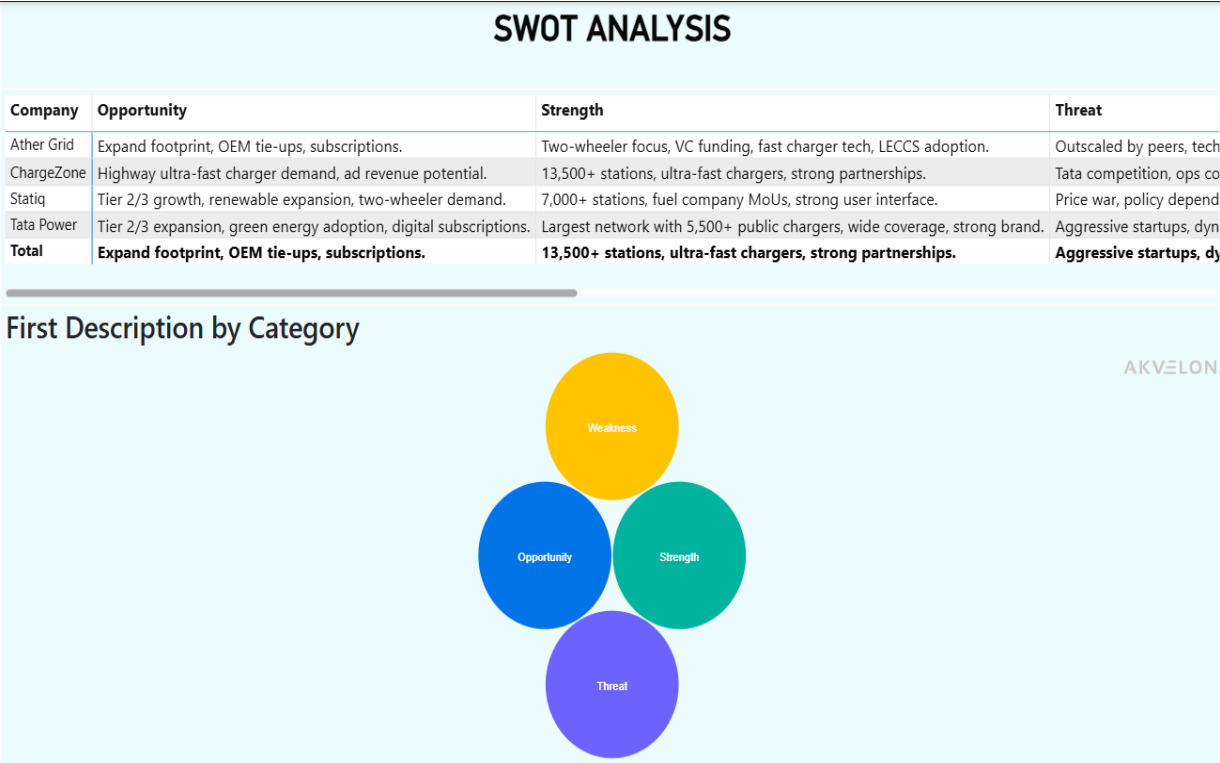 SWOT ANALYSIS
Company Opportunity Strength Threat
Ather Grid Expand footprint, OEM tie-ups, subscriptions. Two-wheeler focus, VC funding, fast charger tech, LECCS adoption. Outscaled by peers, tech
ChargeZone Highway ultra-fast charger demand, ad revenue potential. 13,500+ stations, ultra-fast chargers, strong partnerships. Tata competition, ops co
Statiq Tier 2/3 growth, renewable expansion, two-wheeler demand. 7,000+ stations, fuel company MoUs, strong user interface. Price war, policy depend
Tata Power Tier 2/3 expansion, green energy adoption, digital subscriptions. Largest network with 5,500+ public chargers, wide coverage, strong brand. Aggressive startups, dyn
Total Expand footprint, OEM tie-ups, subscriptions. 13,500+ stations, ultra-fast chargers, strong partnerships. Aggressive startups, dy
First Description by Category
AKVELON
Weakness
Opportunity Strength
Threat